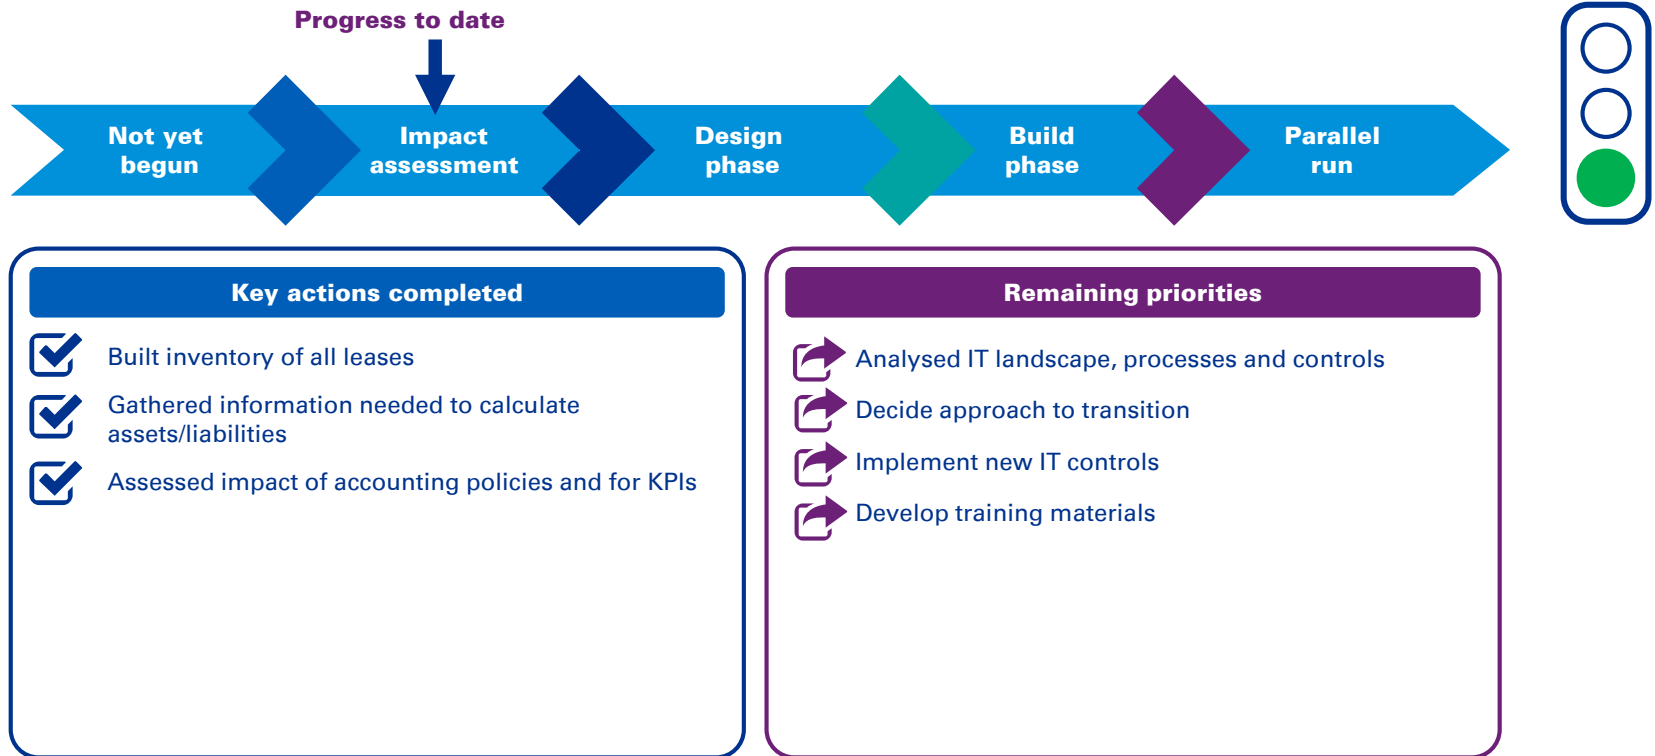 Progress to date
Not yet
begun
Impact
assessment
Design
phase
Build
phase
Parallel
run
Key actions completed
Built inventory of all leases
Gathered information needed to calculate
assets/liabilities
Assessed impact of accounting policies and for KPIs
Remaining priorities
Analysed IT landscape, processes and controls
Decide approach to transition
Implement new IT controls
Develop training materials